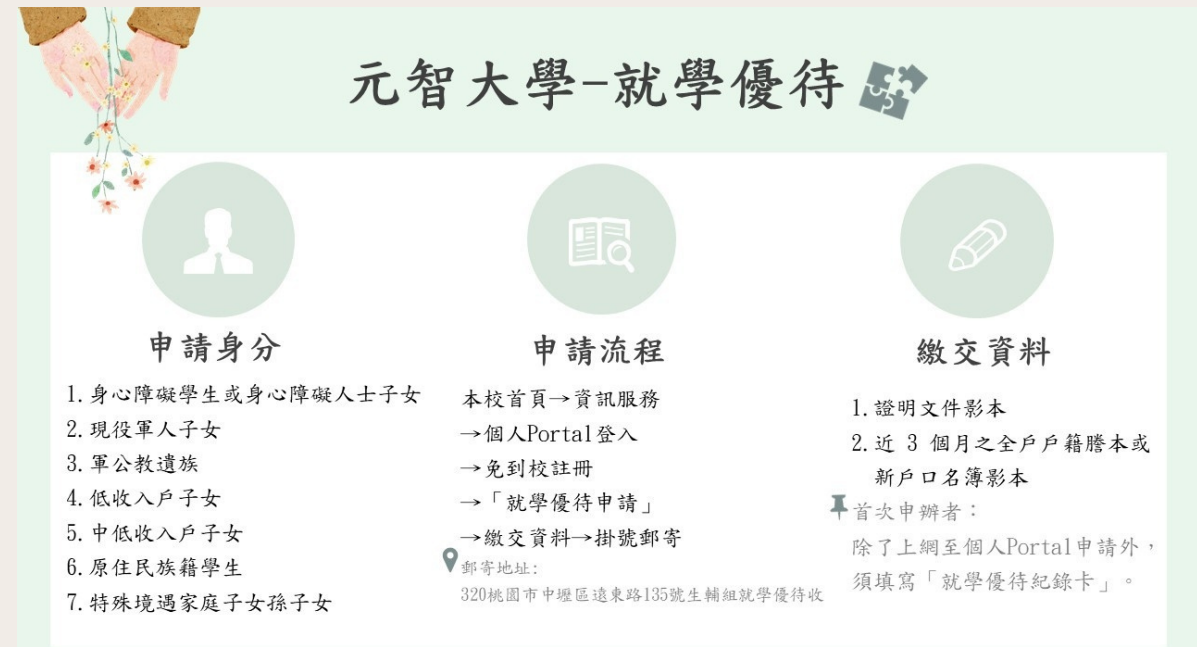 元智大學-就學優待
申請身分
1.身心障礙學生或身心障礙人士子女
2.現役軍人子女
3.軍公教遺族
4.低收入戶子女
5.中低收入戶子女
6.原住民族籍學生
7.特殊境遇家庭子女孫子女
申請流程
本校首頁→資訊服務
→個人Portal登入
→免到校註冊
→「就學優待申請」
→繳交資料→掛號郵寄
郵寄地址:
320桃園市中壢區遠東路135號生輔組就學優待收
繳交資料
1.證明文件影本
2.近 3 個月之全戶戶籍謄本或
新戶口名簿影本
首次申辦者：
除了上網至個人Portal申請外，
須填寫「就學優待紀錄卡」。